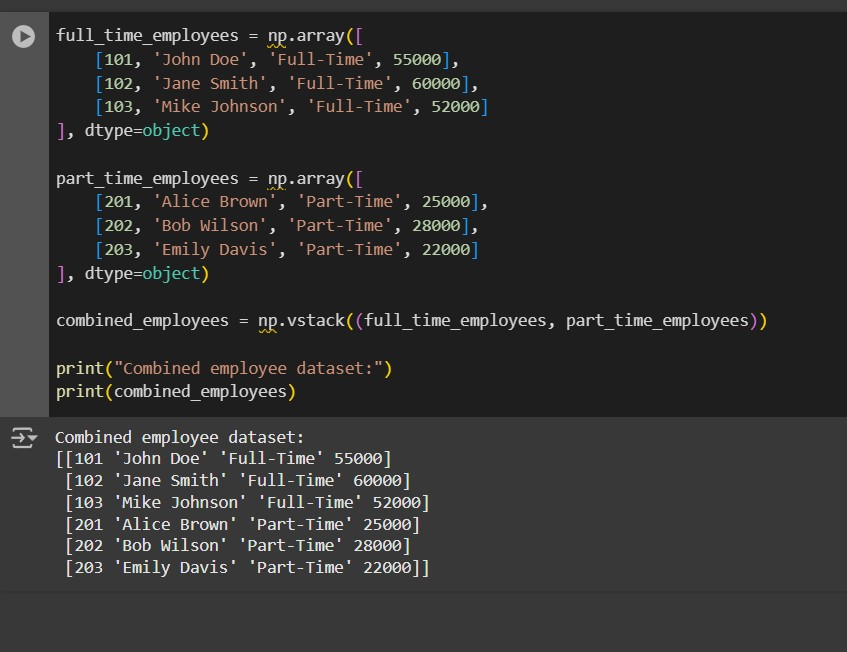 full_time_employees = np.array([
    [101, 'John Doe', 'Full-Time', 55000],
    [102, 'Jane Smith', 'Full-Time', 60000],
    [103, 'Mike Johnson', 'Full-Time', 52000]
], dtype=object)

part_time_employees = np.array([
    [201, 'Alice Brown', 'Part-Time', 25000],
    [202, 'Bob Wilson', 'Part-Time', 28000],
    [203, 'Emily Davis', 'Part-Time', 22000]
], dtype=object)

combined_employees = np.vstack((full_time_employees, part_time_employees))

print("Combined employee dataset:")
print(combined_employees)
Combined employee dataset:
[[101 'John Doe' 'Full-Time' 55000]
 [102 'Jane Smith' 'Full-Time' 60000]
 [103 'Mike Johnson' 'Full-Time' 52000]
 [201 'Alice Brown' 'Part-Time' 25000]
 [202 'Bob Wilson' 'Part-Time' 28000]
 [203 'Emily Davis' 'Part-Time' 22000]]